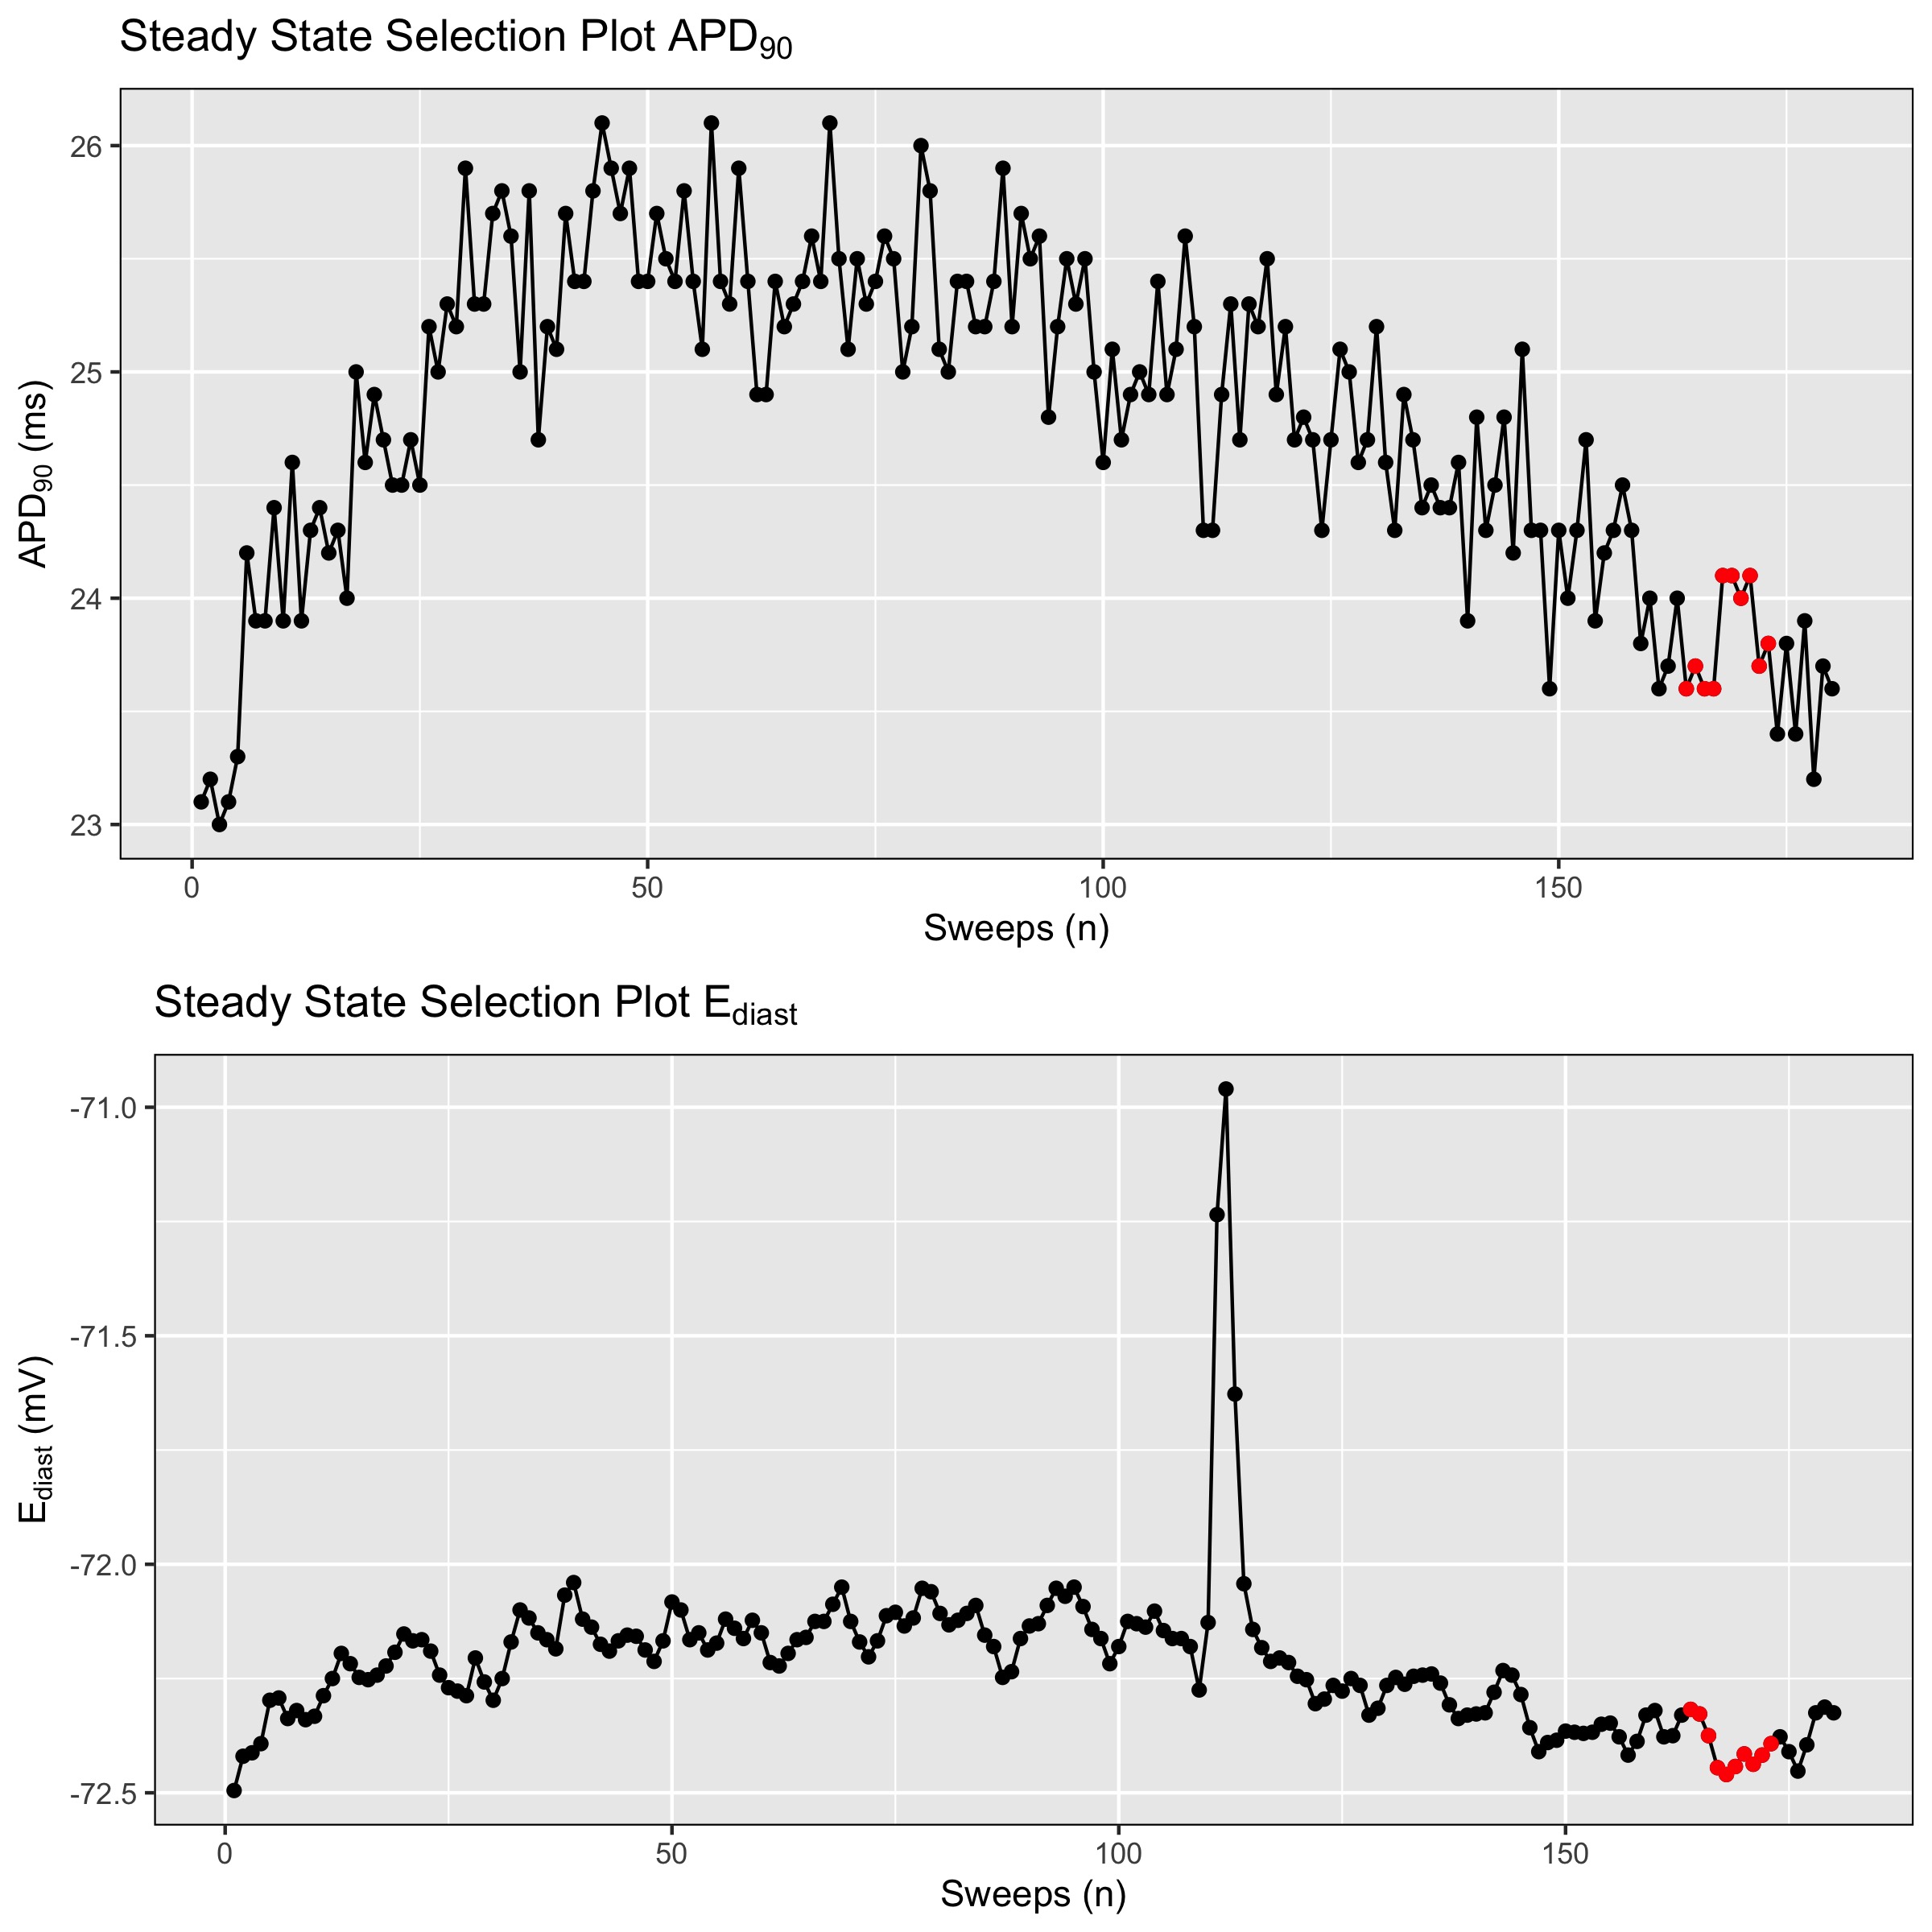 Steady State Selection Plot APD90
26
25
24
23
APD90 (ms)
0 50 100 150
Sweeps (n)
Steady State Selection Plot Ediast
-71.0
-71.5
-72.0
-72.5
Ediast (mV)
0 50 100 150
Sweeps (n)